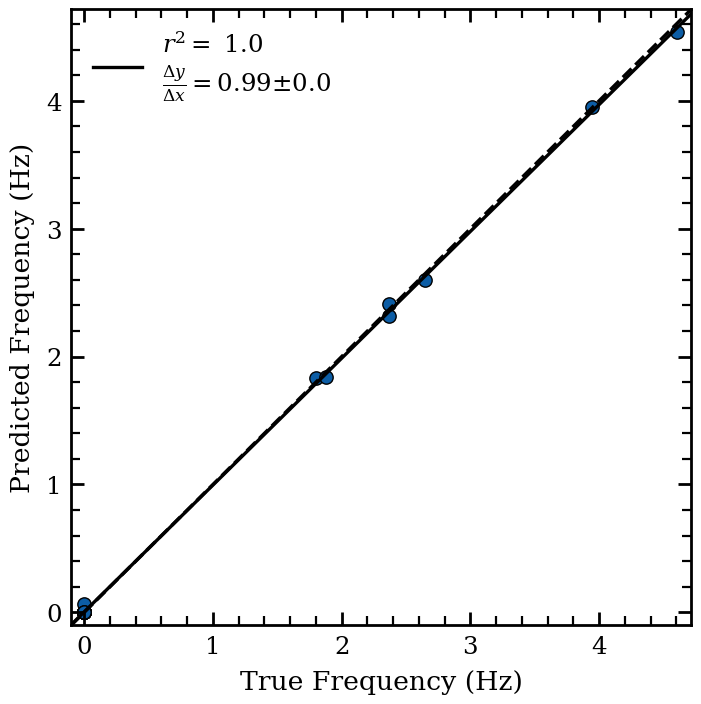 r² = 1.0
Δy/Δx = 0.99±0.0
4
3
2
1
0
Predicted Frequency (Hz)
0 1 2 3 4
True Frequency (Hz)